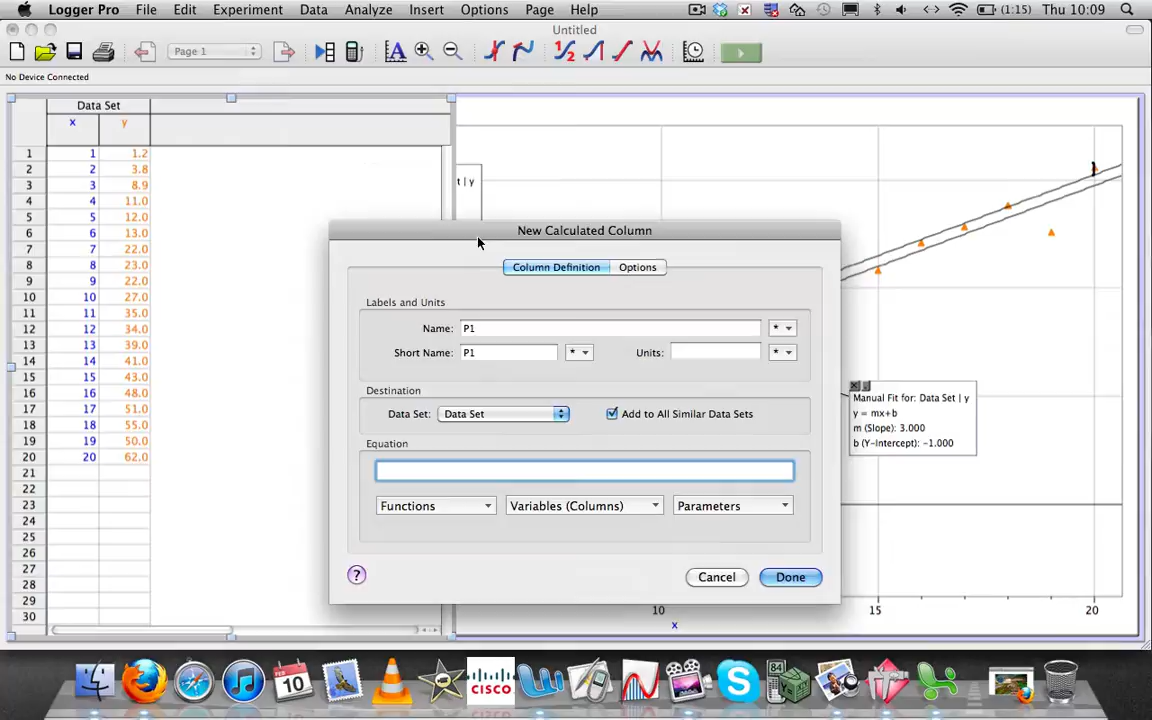 Logger Pro File Edit Experiment Data Analyze Insert Options Page Help (1:15) Thu 10:09
Untitled
Page 1
No Device Connected
Data Set
x y
1 1 1.2
2 2 3.8
3 3 8.9
4 4 11.0
5 5 12.0
6 6 13.0
7 7 22.0
8 8 23.0
9 9 22.0
10 10 27.0
11 11 35.0
12 12 34.0
13 13 39.0
14 14 41.0
15 15 43.0
16 16 48.0
17 17 51.0
18 18 55.0
19 19 50.0
20 20 62.0
21
22
23
24
25
26
27
28
29
30
t | y
New Calculated Column
Column Definition Options
Labels and Units
Name: P1 *
Short Name: P1 * Units: *
Destination
Data Set: Data Set Add to All Similar Data Sets
Equation
Functions Variables (Columns) Parameters
? Cancel Done
Manual Fit for: Data Set | y
y = mx+b
m (Slope): 3.000
b (Y-Intercept): -1.000
10 15 20
x
FEB 10 CISCO 84